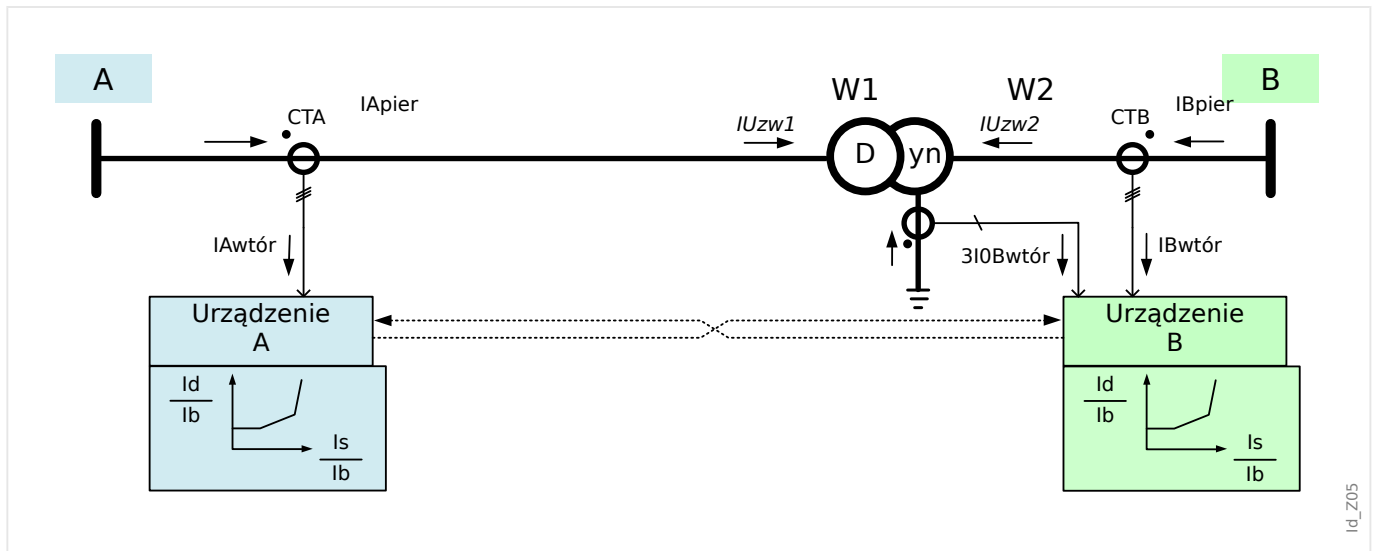 A
B
W1
W2
IApier
IBpier
CTA
CTB
IUzw1
IUzw2
D
yn
IAwtór
3I0Bwtór
IBwtór
Urządzenie
A
Urządzenie
B
Id
Ib
Is
Ib
Id
Ib
Is
Ib
Id_Z05